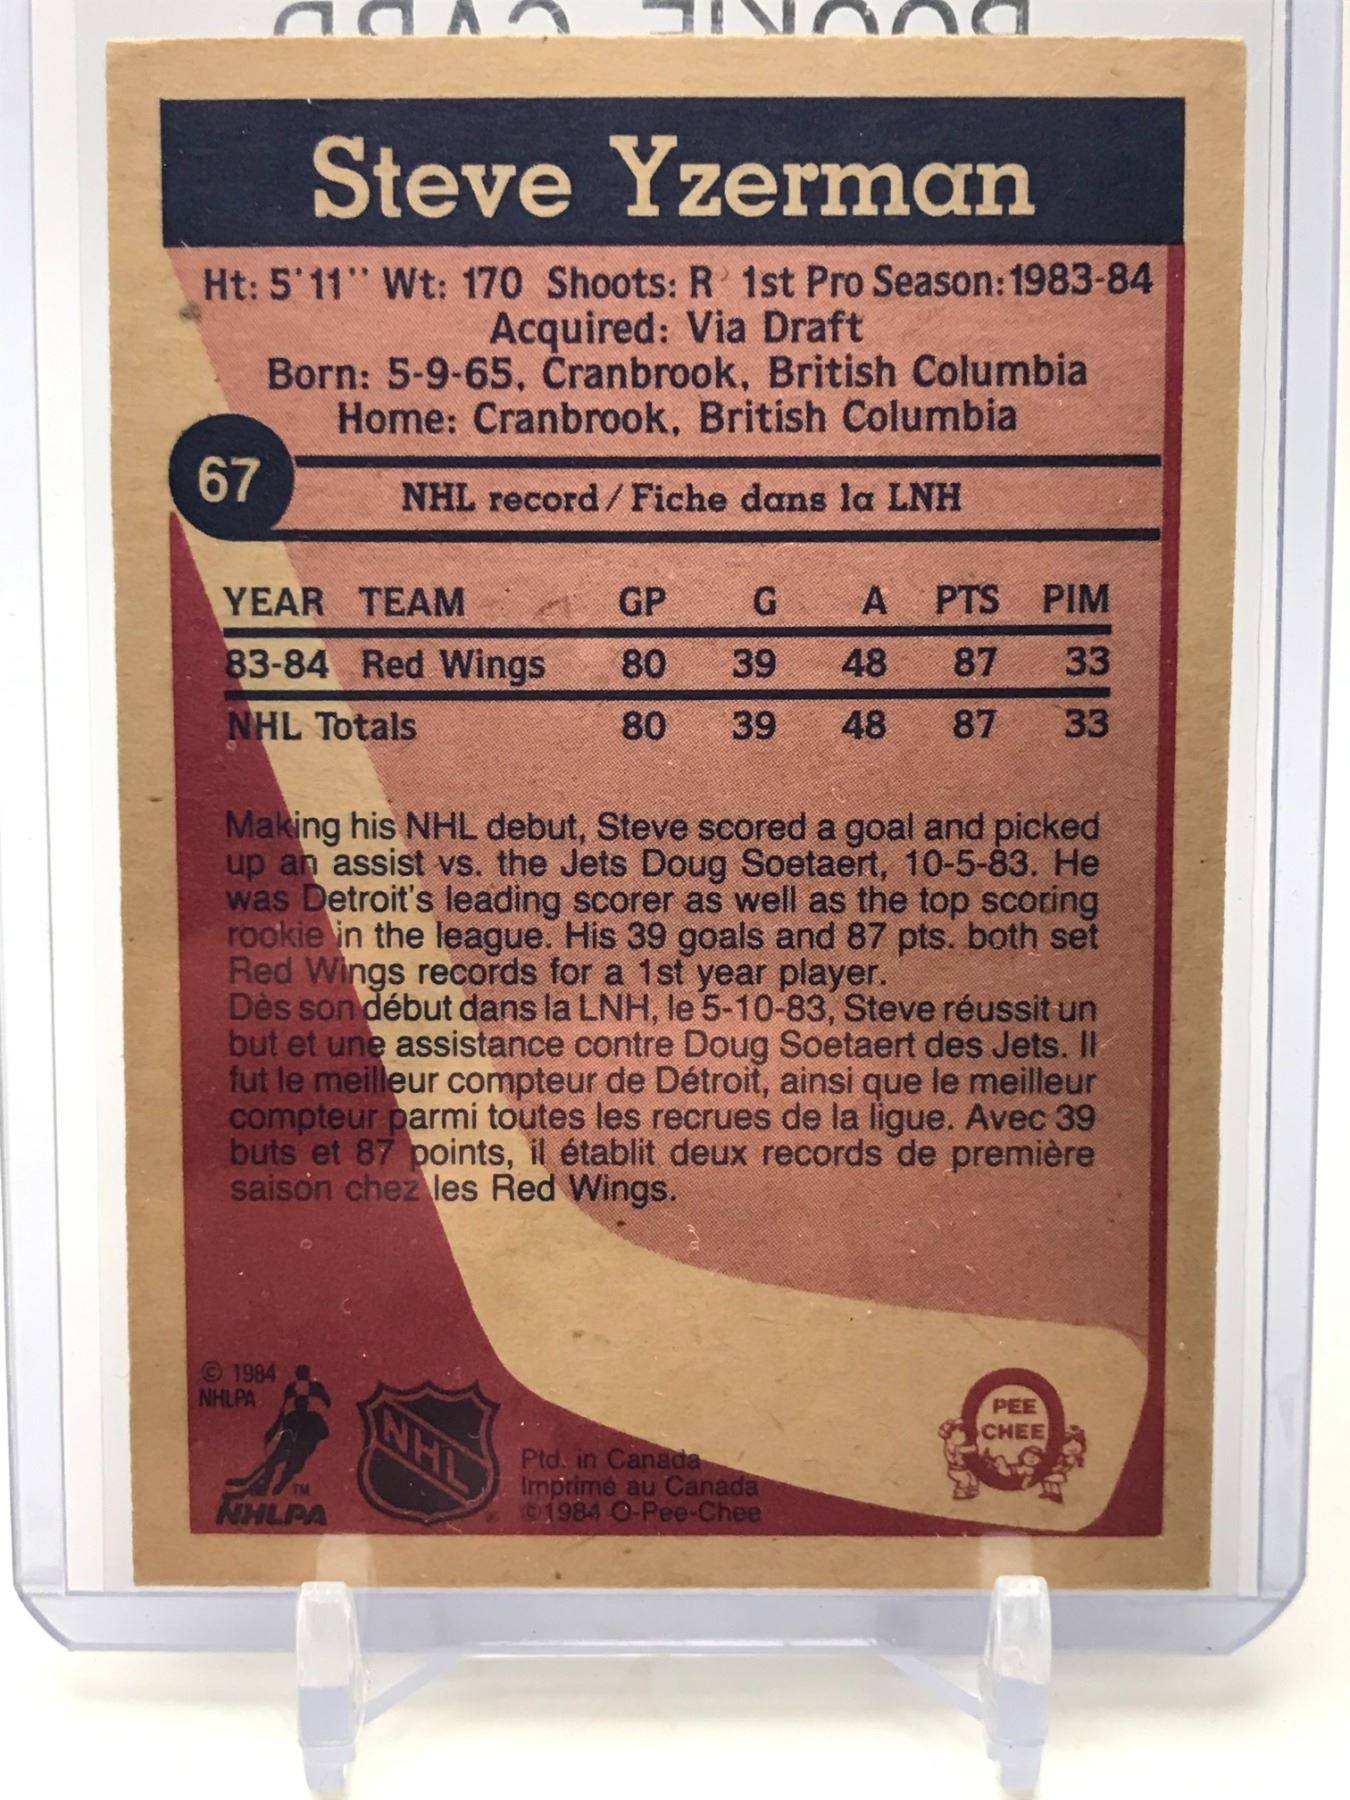 ROOKIE CARD
Steve Yzerman
Ht: 5'11'' Wt: 170 Shoots: R 1st Pro Season: 1983-84
Acquired: Via Draft
Born: 5-9-65, Cranbrook, British Columbia
Home: Cranbrook, British Columbia
67
NHL record / Fiche dans la LNH
YEAR TEAM GP G A PTS PIM
83-84 Red Wings 80 39 48 87 33
NHL Totals 80 39 48 87 33
Making his NHL debut, Steve scored a goal and picked
up an assist vs. the Jets Doug Soetaert, 10-5-83. He
was Detroit's leading scorer as well as the top scoring
rookie in the league. His 39 goals and 87 pts. both set
Red Wings records for a 1st year player.
Dès son début dans la LNH, le 5-10-83, Steve réussit un
but et une assistance contre Doug Soetaert des Jets. Il
fut le meilleur compteur de Détroit, ainsi que le meilleur
compteur parmi toutes les recrues de la ligue. Avec 39
buts et 87 points, il établit deux records de première
saison chez les Red Wings.
© 1984
NHLPA
TM
NHLPA
NHL
Ptd. in Canada
Imprimé au Canada
© 1984 O-Pee-Chee
O
PEE
CHEE